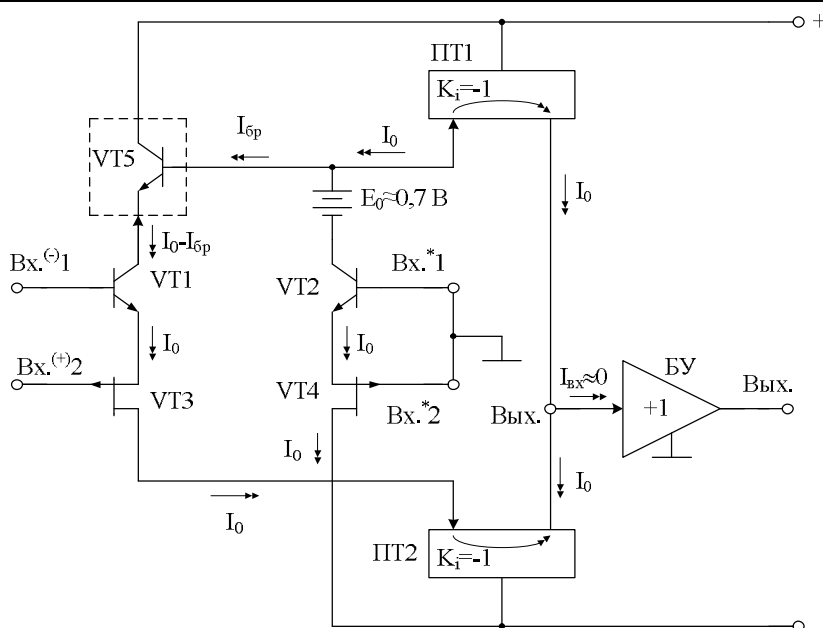 +
ПТ1
Ki=-1
Iбр
I0
VT5
E0≈0,7 В
I0
I0-Iбр
Вх.(-)1
VT1
VT2
Вх.*1
I0
I0
Вх.(+)2
VT3
VT4
Вх.*2
Iвх≈0
БУ
Вых.
+1
Вых.
I0
I0
I0
ПТ2
Ki=-1